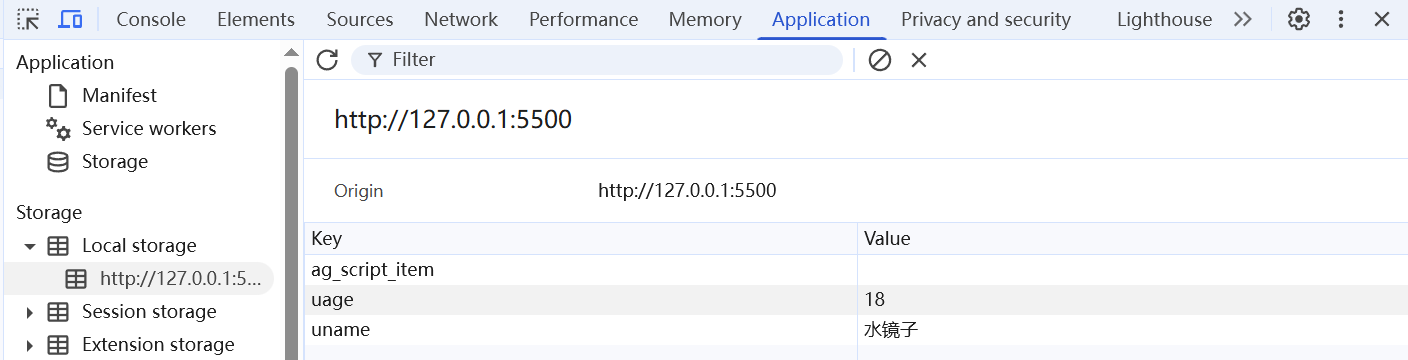 Console Elements Sources Network Performance Memory Application Privacy and security Lighthouse
Application
Filter
Manifest
http://127.0.0.1:5500
Service workers
Storage
Origin http://127.0.0.1:5500
Storage
Key Value
Local storage
ag_script_item
http://127.0.0.1:5...
uage 18
Session storage
uname 水镜子
Extension storage